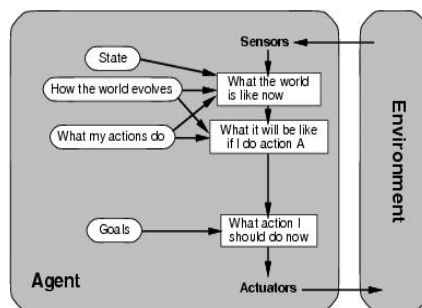 Sensors
State
How the world evolves
What the world
is like now
What my actions do
What it will be like
if I do action A
Goals
What action I
should do now
Agent
Actuators
Environment